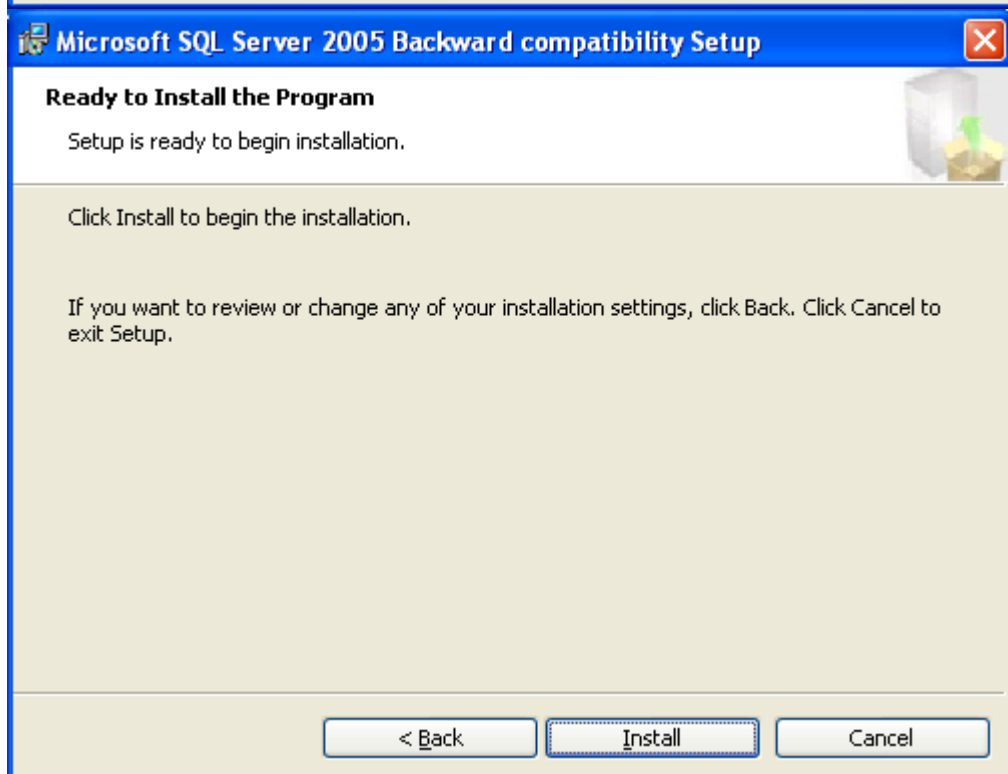 Microsoft SQL Server 2005 Backward compatibility Setup
Ready to Install the Program
Setup is ready to begin installation.
Click Install to begin the installation.
If you want to review or change any of your installation settings, click Back. Click Cancel to
exit Setup.
< Back Install Cancel